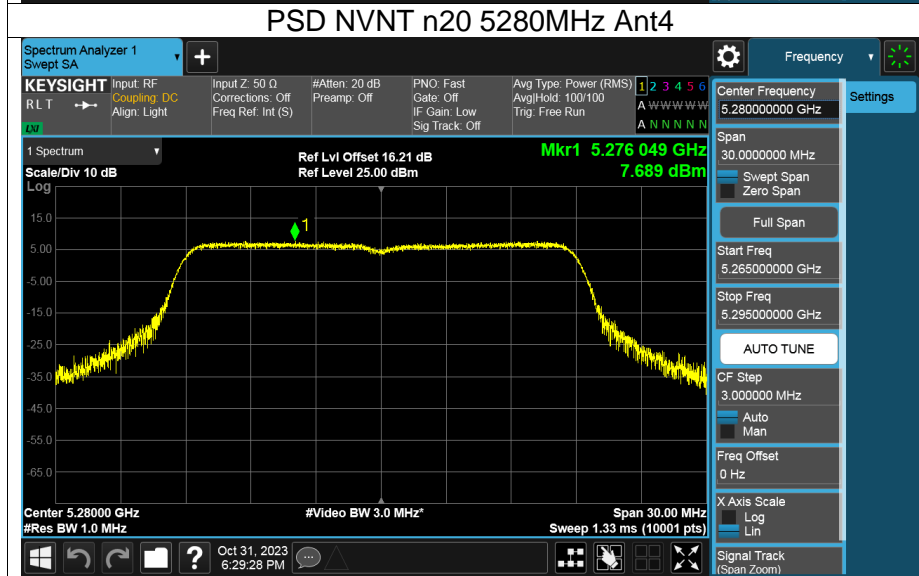 PSD NVNT n20 5280MHz Ant4
Spectrum Analyzer 1
Swept SA
+
Frequency
KEYSIGHT
RLT
LXI
Input: RF
Coupling: DC
Align: Light
Input Z: 50 Ω
Corrections: Off
Freq Ref: Int (S)
#Atten: 20 dB
Preamp: Off
PNO: Fast
Gate: Off
IF Gain: Low
Sig Track: Off
Avg Type: Power (RMS)
Avg|Hold: 100/100
Trig: Free Run
1 2 3 4 5 6
A W W W W W
A N N N N N
1 Spectrum
Scale/Div 10 dB
Log
Ref Lvl Offset 16.21 dB
Ref Level 25.00 dBm
Mkr1 5.276 049 GHz
7.689 dBm
1
15.0
5.00
-5.00
-15.0
-25.0
-35.0
-45.0
-55.0
-65.0
Center 5.28000 GHz
#Res BW 1.0 MHz
#Video BW 3.0 MHz*
Span 30.00 MHz
Sweep 1.33 ms (10001 pts)
?
Oct 31, 2023
6:29:28 PM
Center Frequency
5.280000000 GHz
Settings
Span
30.0000000 MHz
Swept Span
Zero Span
Full Span
Start Freq
5.265000000 GHz
Stop Freq
5.295000000 GHz
AUTO TUNE
CF Step
3.000000 MHz
Auto
Man
Freq Offset
0 Hz
X Axis Scale
Log
Lin
Signal Track
(Span Zoom)